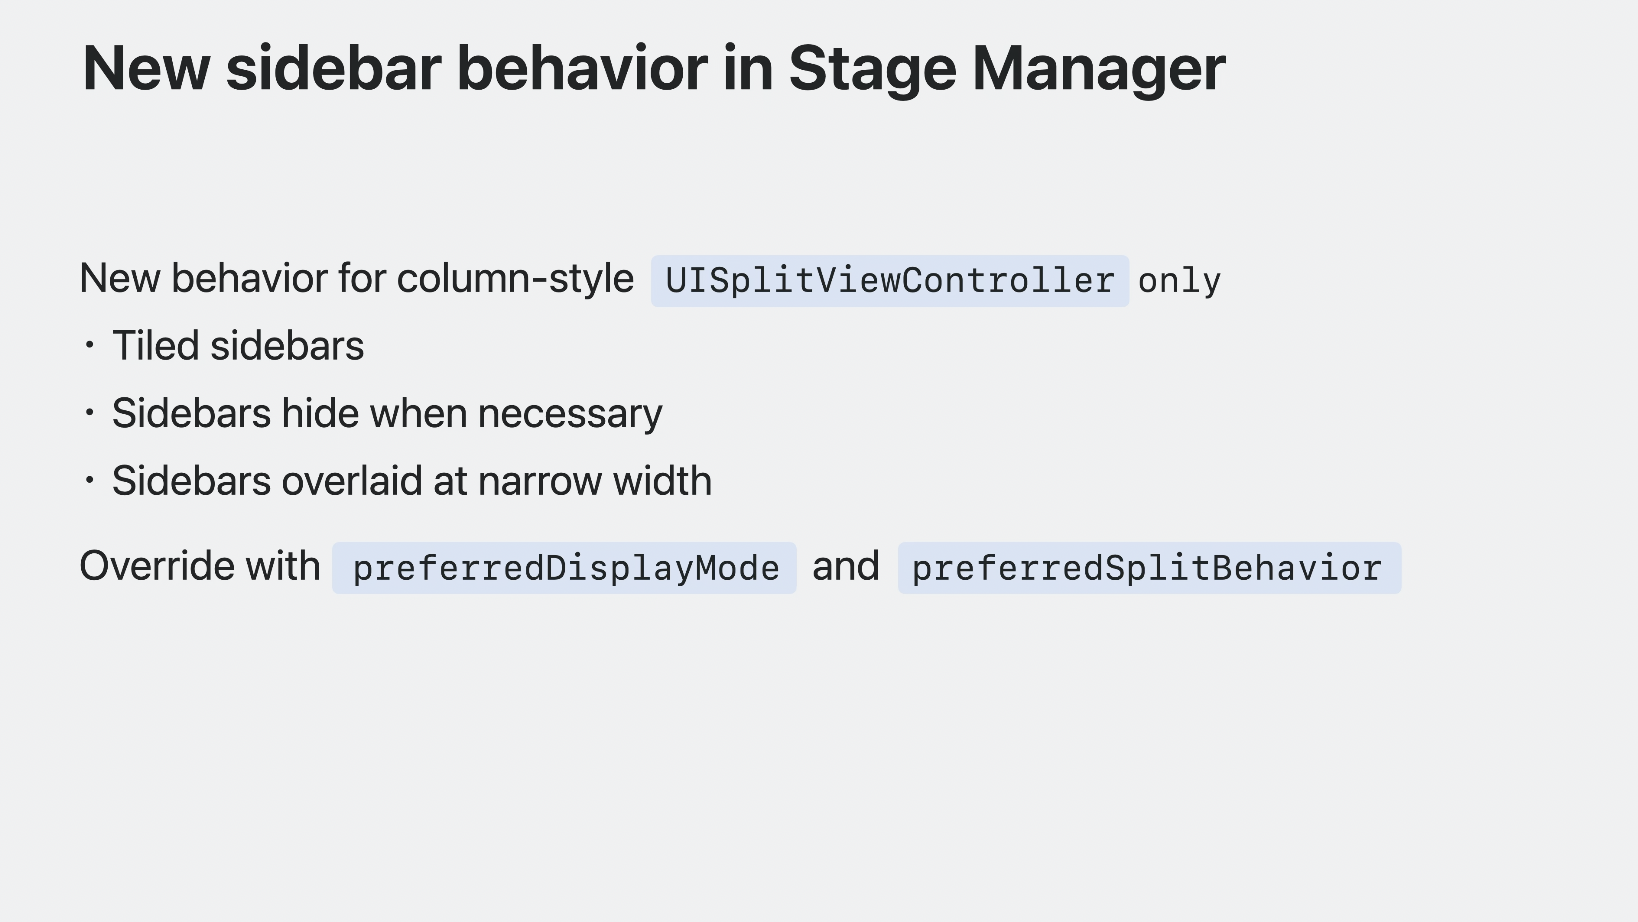 New sidebar behavior in Stage Manager
New behavior for column-style UISplitViewController only
• Tiled sidebars
• Sidebars hide when necessary
• Sidebars overlaid at narrow width
Override with preferredDisplayMode and preferredSplitBehavior